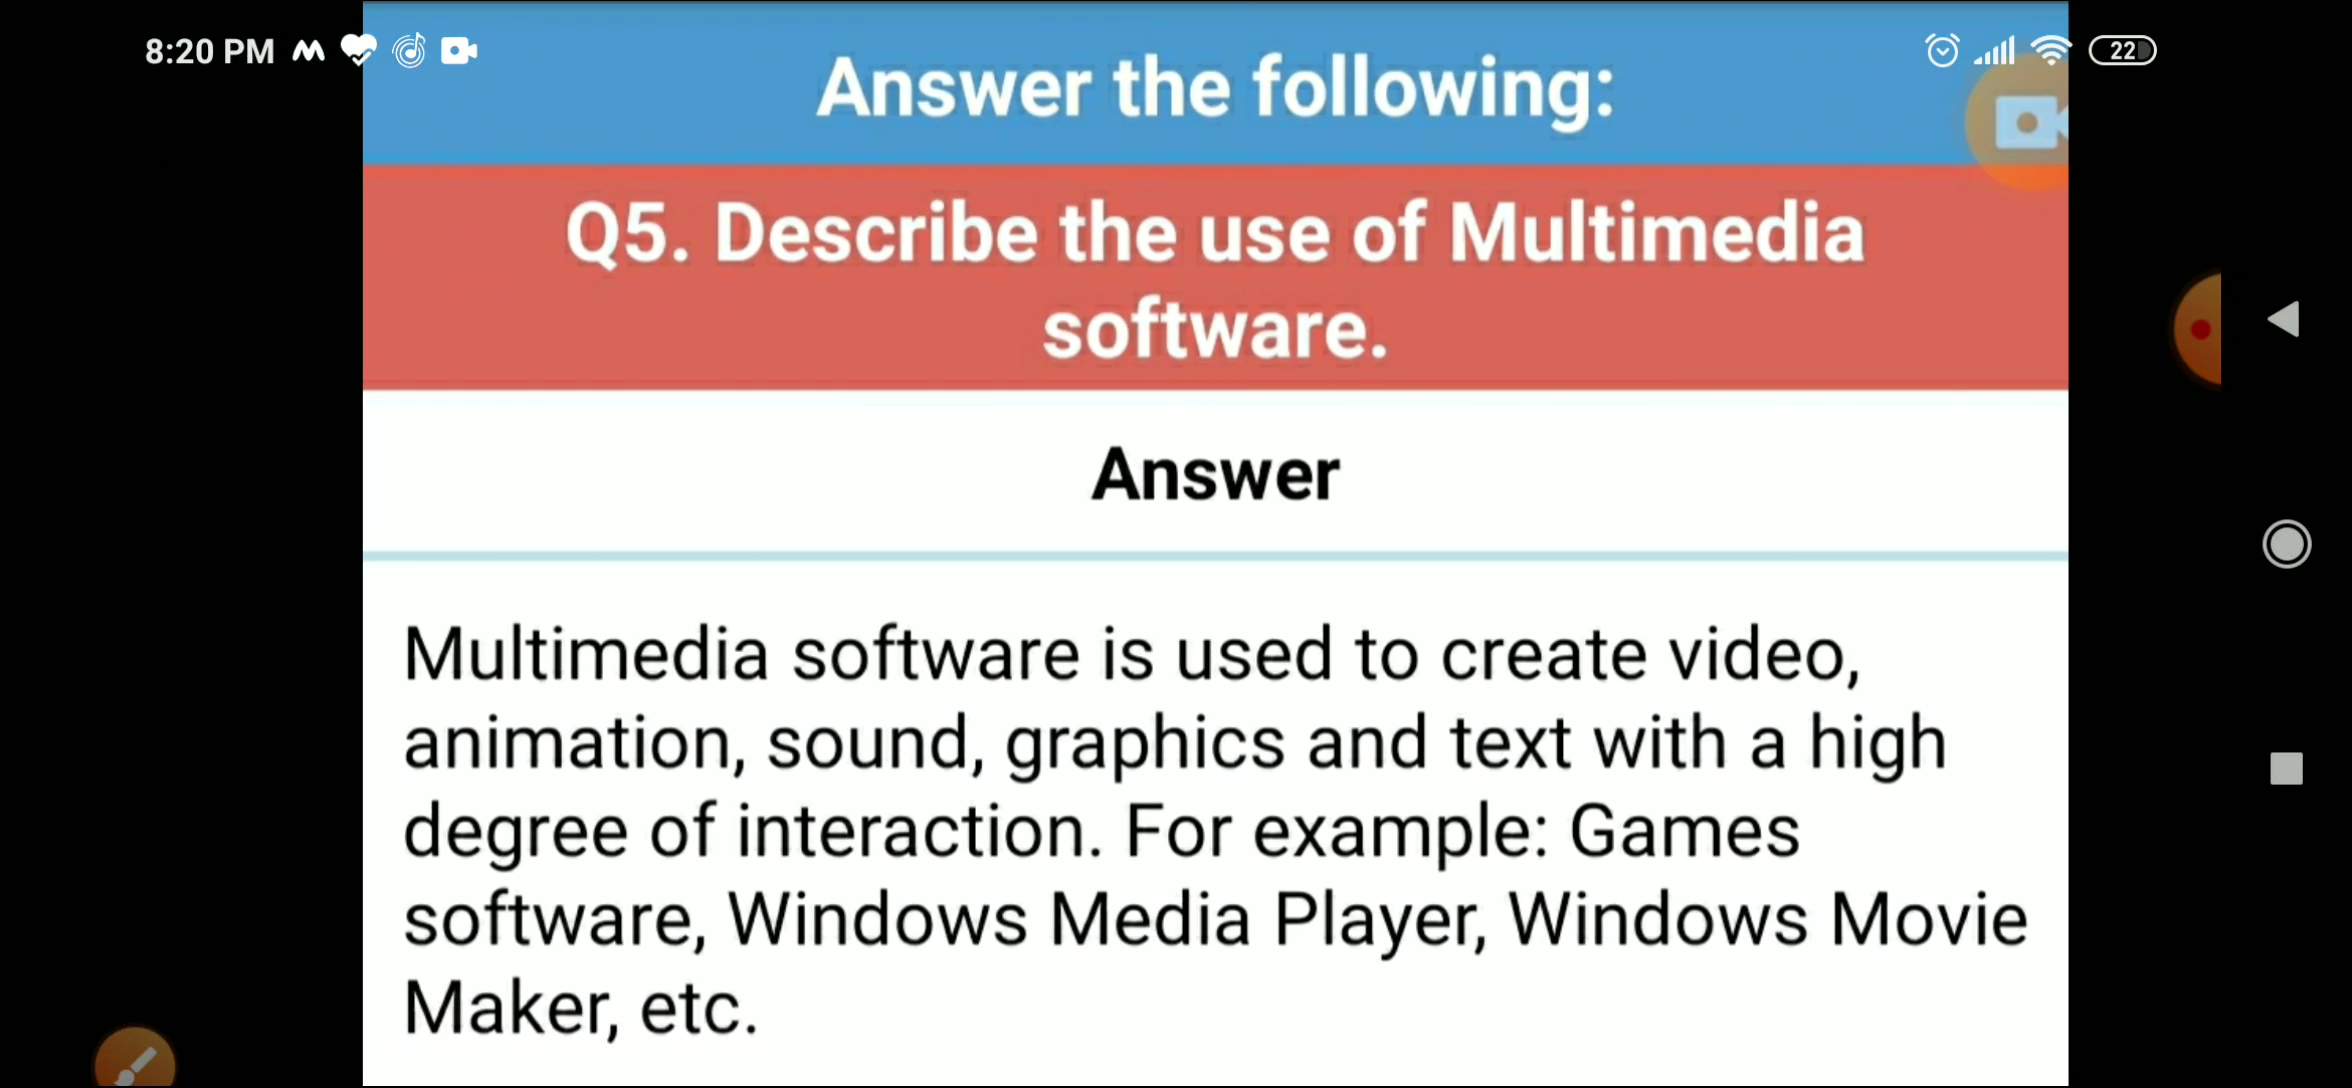 8:20 PM
22
Answer the following:
Q5. Describe the use of Multimedia
software.
Answer
Multimedia software is used to create video,
animation, sound, graphics and text with a high
degree of interaction. For example: Games
software, Windows Media Player, Windows Movie
Maker, etc.